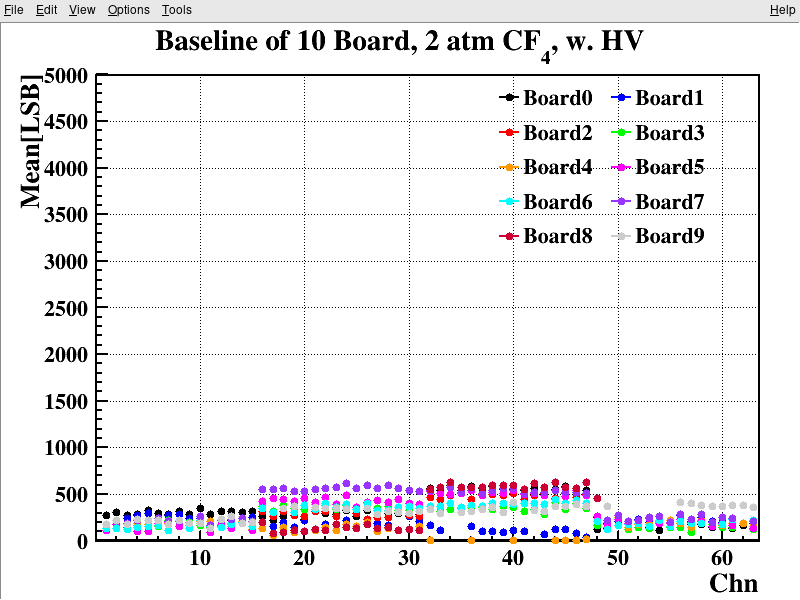 File Edit View Options Tools Help
Baseline of 10 Board, 2 atm CF4, w. HV
Mean[LSB]
5000
4500
4000
3500
3000
2500
2000
1500
1000
500
0
Board0 Board1
Board2 Board3
Board4 Board5
Board6 Board7
Board8 Board9
10 20 30 40 50 60
Chn